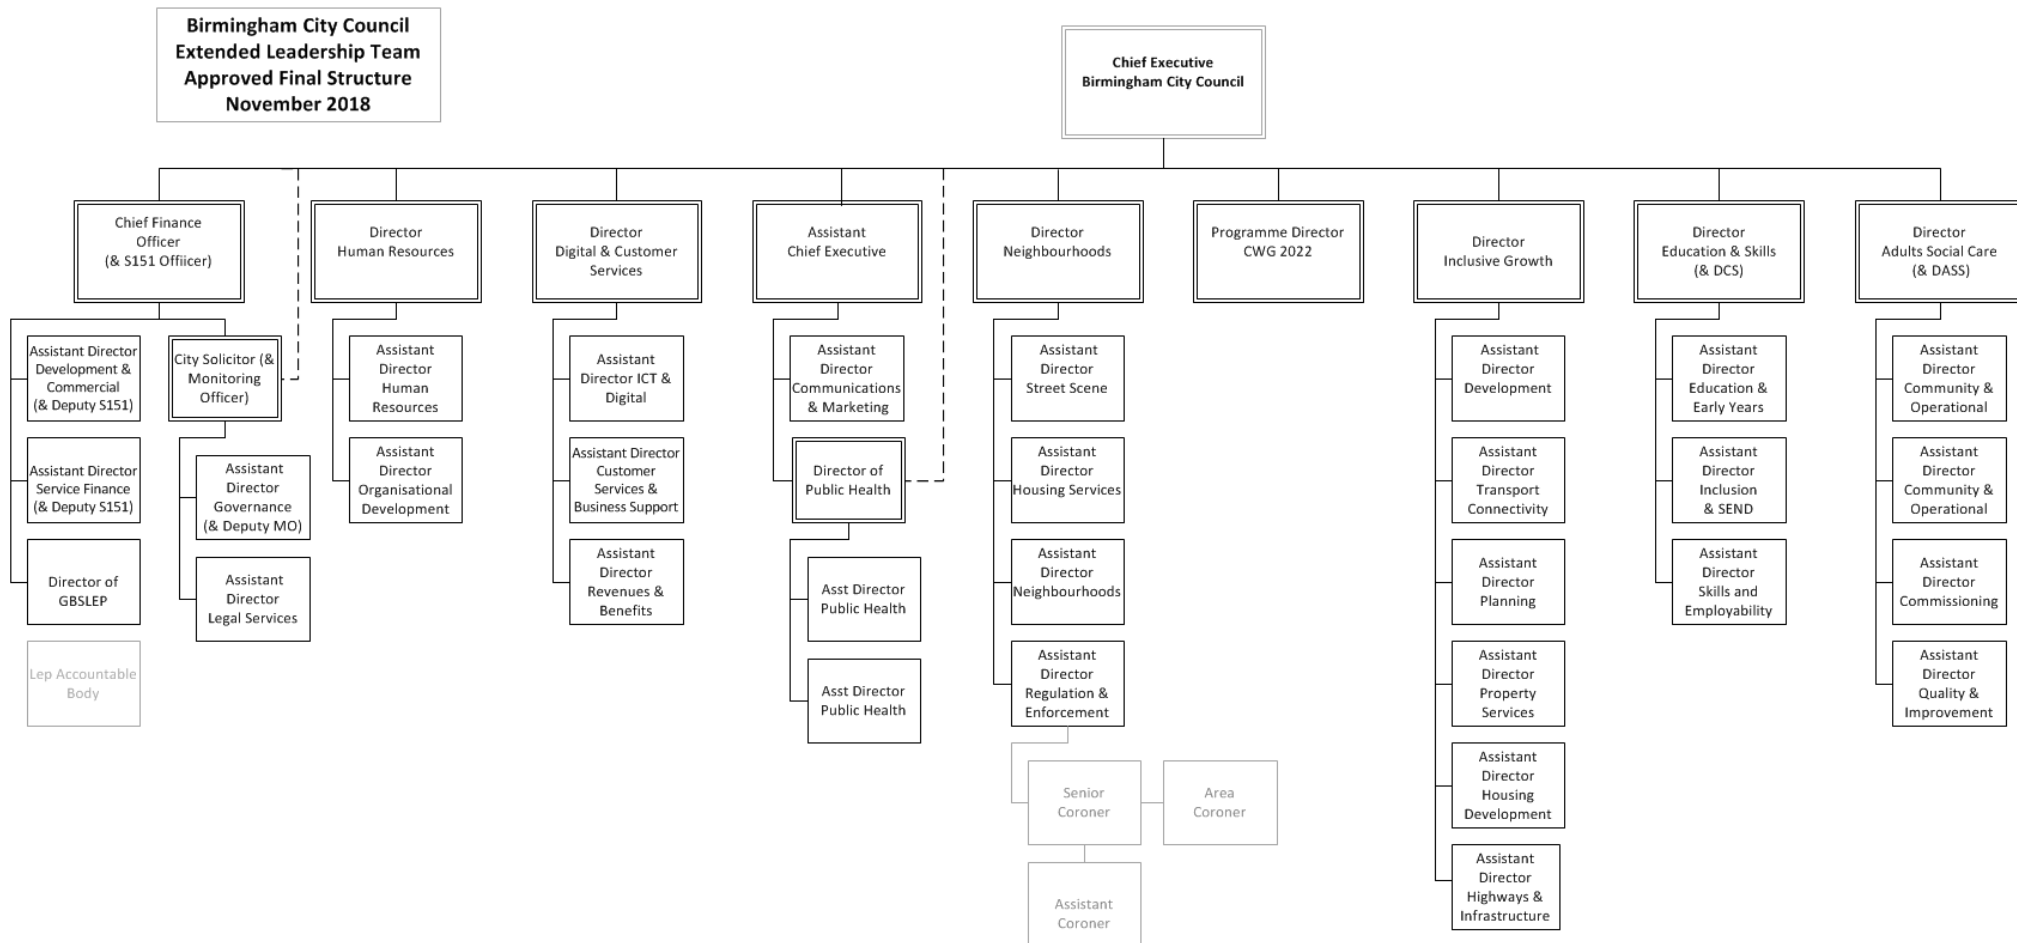 Birmingham City Council
Extended Leadership Team
Approved Final Structure
November 2018
Chief Executive
Birmingham City Council
Chief Finance
Officer
(& S151 Offiicer)
Director
Human Resources
Director
Digital & Customer
Services
Assistant
Chief Executive
Director
Neighbourhoods
Programme Director
CWG 2022
Director
Inclusive Growth
Director
Education & Skills
(& DCS)
Director
Adults Social Care
(& DASS)
Assistant Director
Development &
Commercial
(& Deputy S151)
Assistant Director
Service Finance
(& Deputy S151)
Director of
GBSLEP
Lep Accountable
Body
City Solicitor (&
Monitoring
Officer)
Assistant
Director
Governance
(& Deputy MO)
Assistant
Director
Legal Services
Assistant
Director
Human
Resources
Assistant
Director
Organisational
Development
Assistant
Director ICT &
Digital
Assistant Director
Customer
Services &
Business Support
Assistant
Director
Revenues &
Benefits
Assistant
Director
Communications
& Marketing
Director of
Public Health
Asst Director
Public Health
Asst Director
Public Health
Assistant
Director
Street Scene
Assistant
Director
Housing Services
Assistant
Director
Neighbourhoods
Assistant
Director
Regulation &
Enforcement
Senior
Coroner
Area
Coroner
Assistant
Coroner
Assistant
Director
Development
Assistant
Director
Transport
Connectivity
Assistant
Director
Planning
Assistant
Director
Property
Services
Assistant
Director
Housing
Development
Assistant
Director
Highways &
Infrastructure
Assistant
Director
Education &
Early Years
Assistant
Director
Inclusion
& SEND
Assistant
Director
Skills and
Employability
Assistant
Director
Community &
Operational
Assistant
Director
Community &
Operational
Assistant
Director
Commissioning
Assistant
Director
Quality &
Improvement